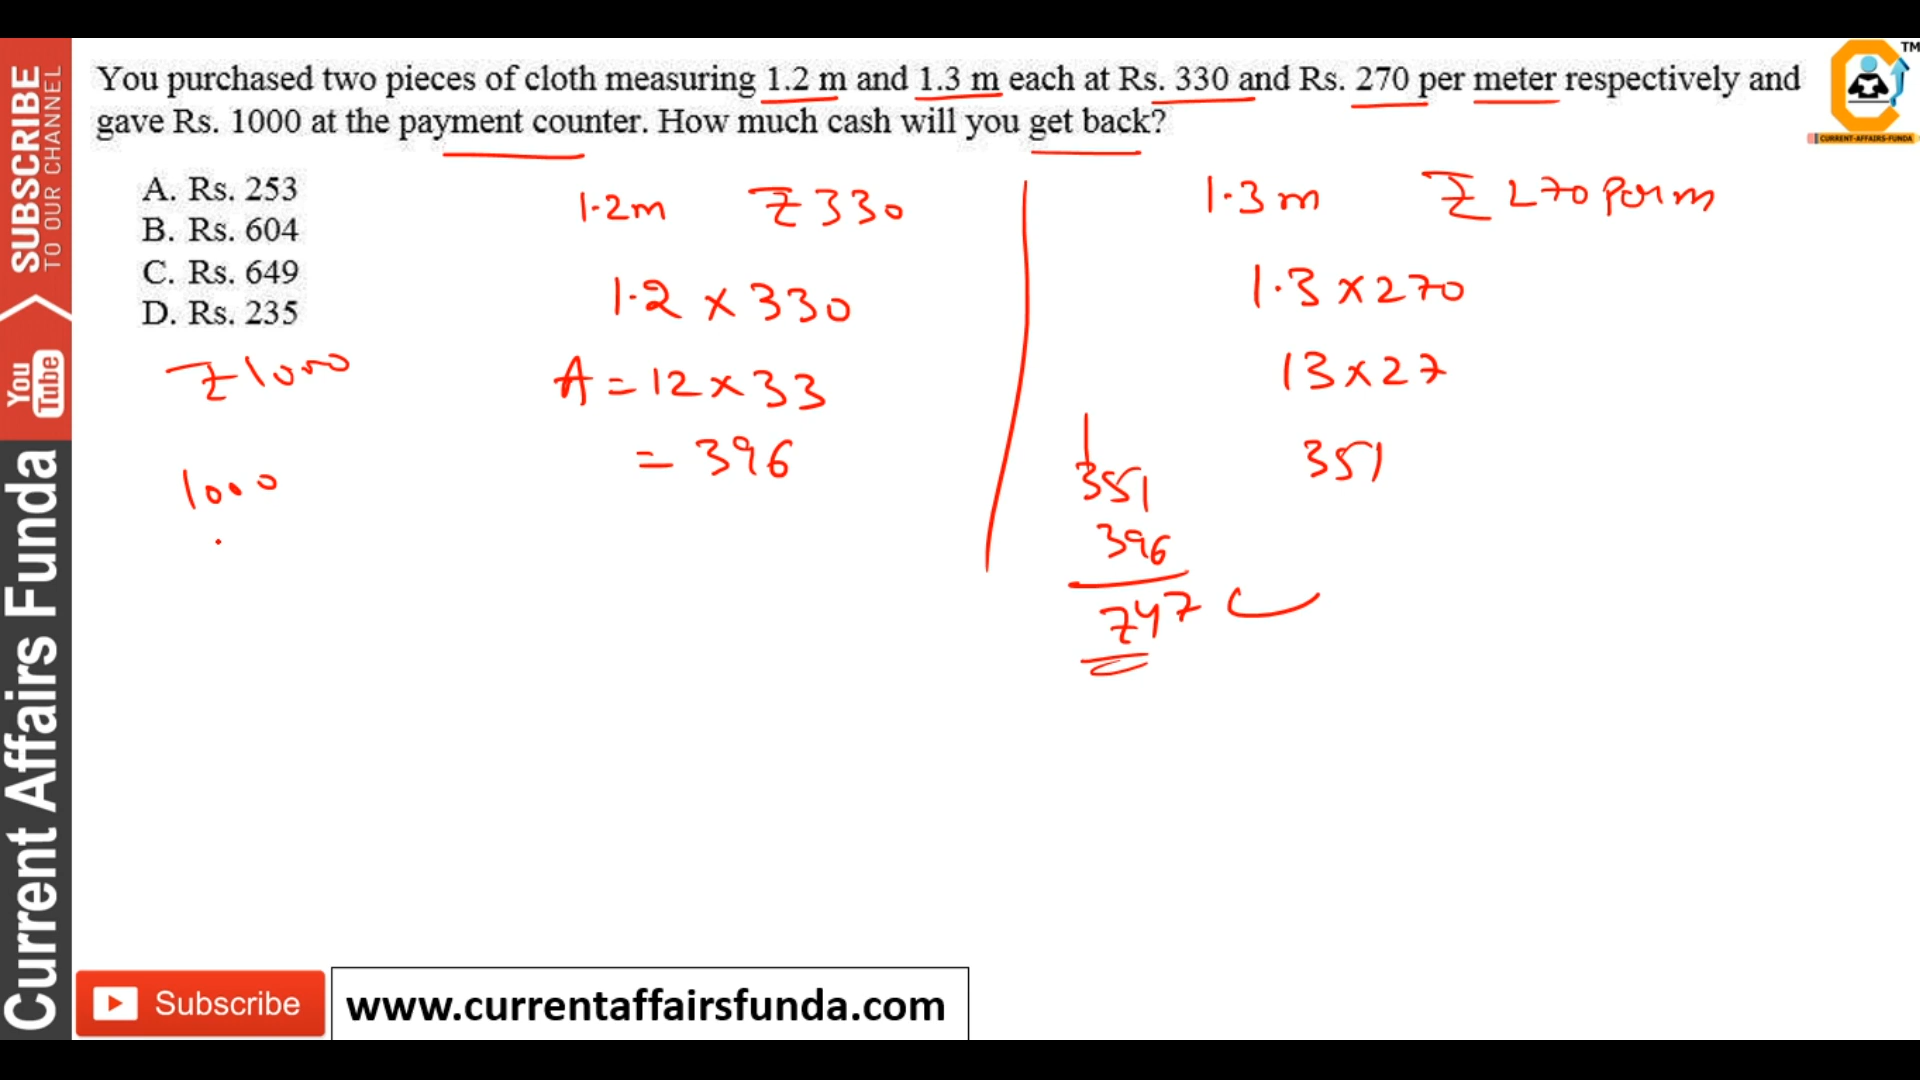 You purchased two pieces of cloth measuring 1.2 m and 1.3 m each at Rs. 330 and Rs. 270 per meter respectively and
gave Rs. 1000 at the payment counter. How much cash will you get back?
A. Rs. 253
B. Rs. 604
C. Rs. 649
D. Rs. 235
₹1000
1000
1.2m ₹330
1.2 × 330
A = 12 × 33
= 396
1.3 m ₹270 per m
1.3 × 270
13 × 27
351
351
396
747
SUBSCRIBE
TO OUR CHANNEL
You
Tube
Current Affairs Funda
TM
CURRENT-AFFAIRS-FUNDA
Subscribe
www.currentaffairsfunda.com